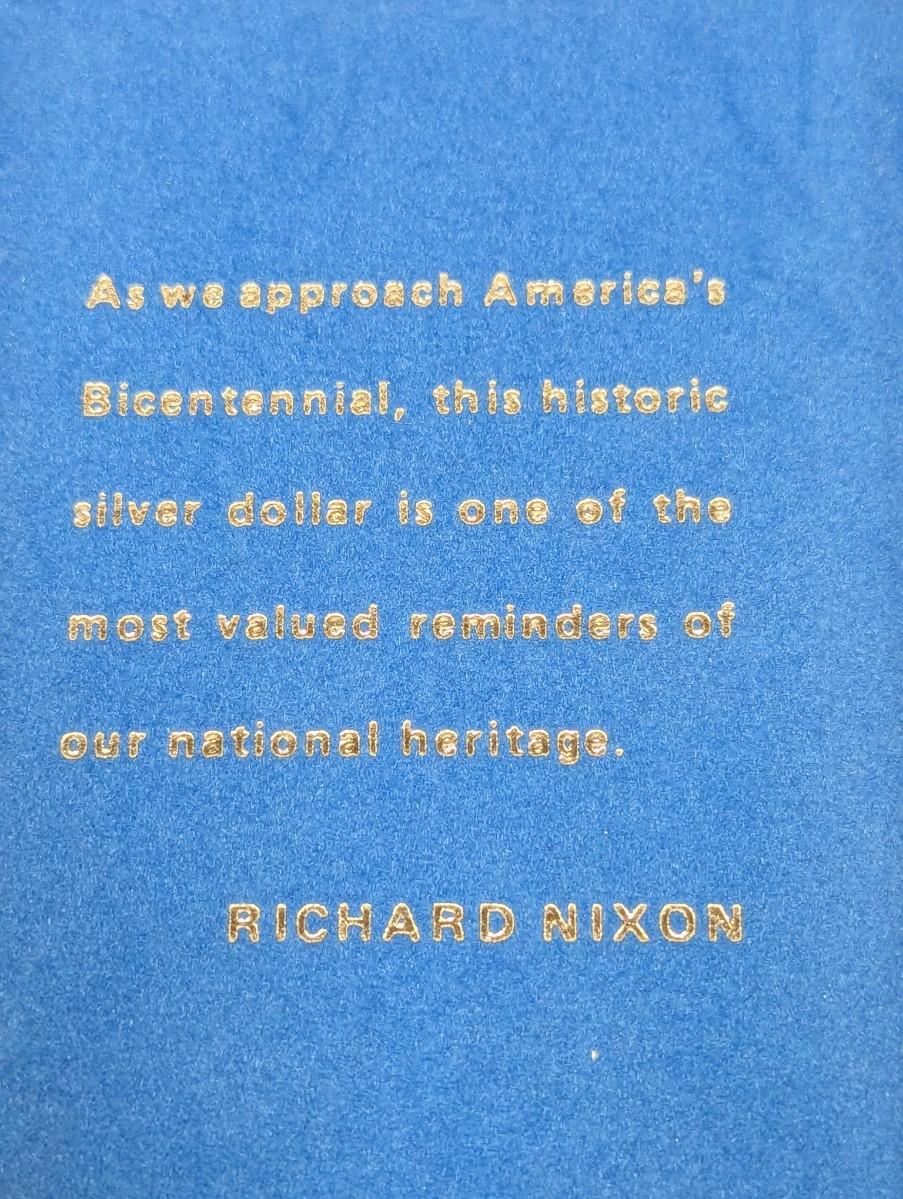 As we approach America's
Bicentennial, this historic
silver dollar is one of the
most valued reminders of
our national heritage.
RICHARD NIXON